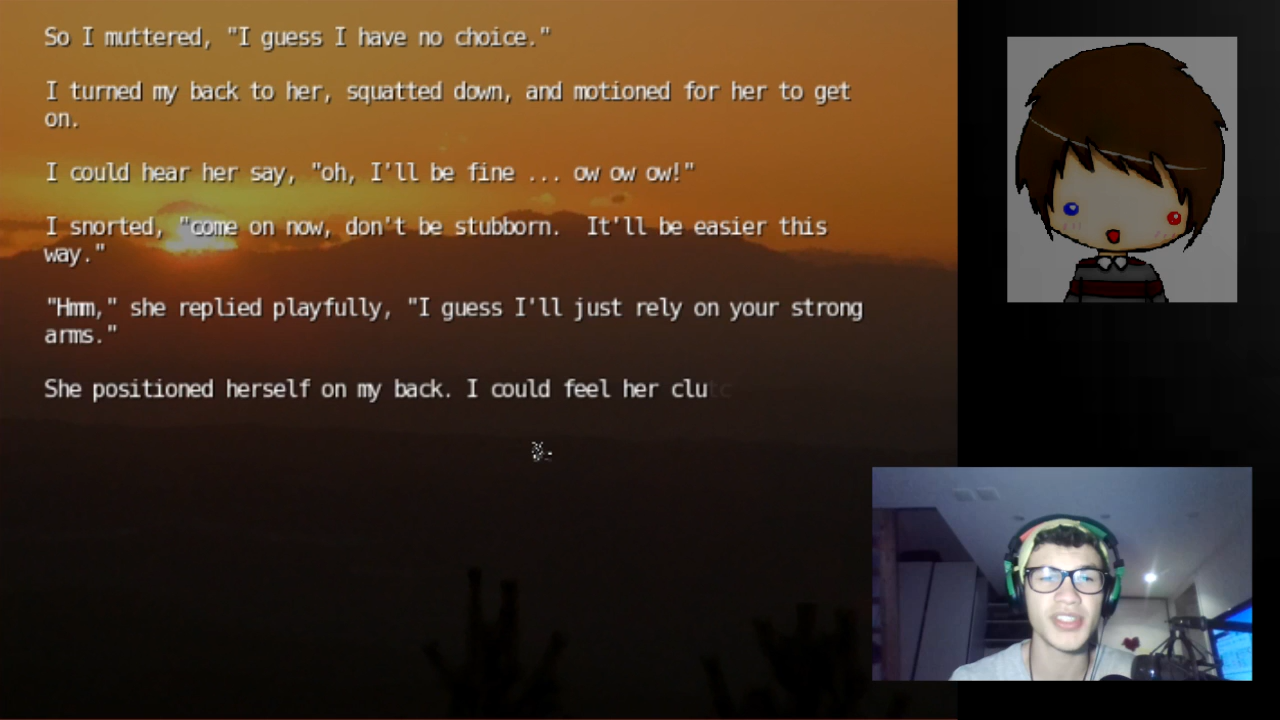 So I muttered, "I guess I have no choice."
I turned my back to her, squatted down, and motioned for her to get
on.
I could hear her say, "oh, I'll be fine ... ow ow ow!"
I snorted, "come on now, don't be stubborn.  It'll be easier this
way."
"Hmm," she replied playfully, "I guess I'll just rely on your strong
arms."
She positioned herself on my back. I could feel her clutc